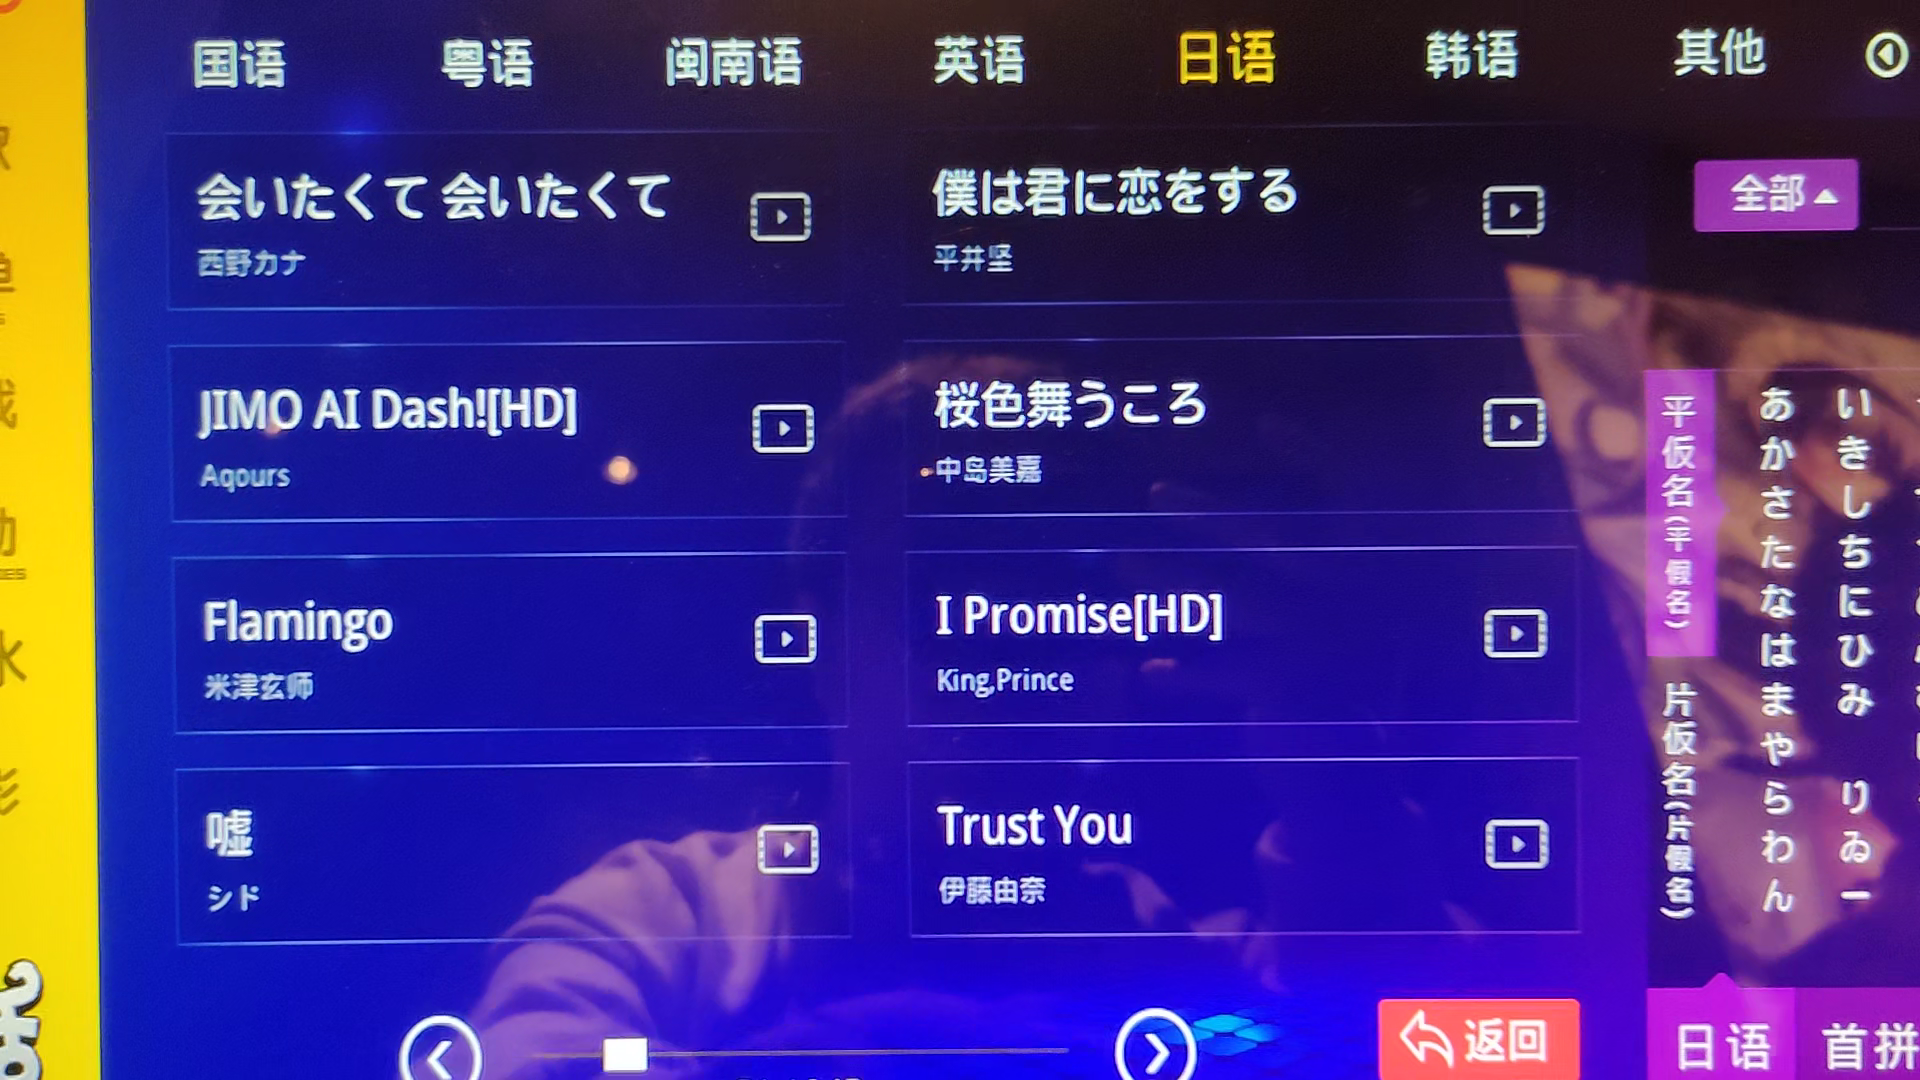 国语 粤语 闽南语 英语 日语 韩语 其他
会いたくて 会いたくて
西野カナ
僕は君に恋をする
平井坚
全部
JIMO AI Dash![HD]
Aqours
桜色舞うころ
中岛美嘉
Flamingo
米津玄师
I Promise[HD]
King,Prince
嘘
シド
Trust You
伊藤由奈
平仮名(平假名)
片仮名(片假名)
あかさたなはまやらわん
いきしちにひみ りゐー
返回
日语
首拼